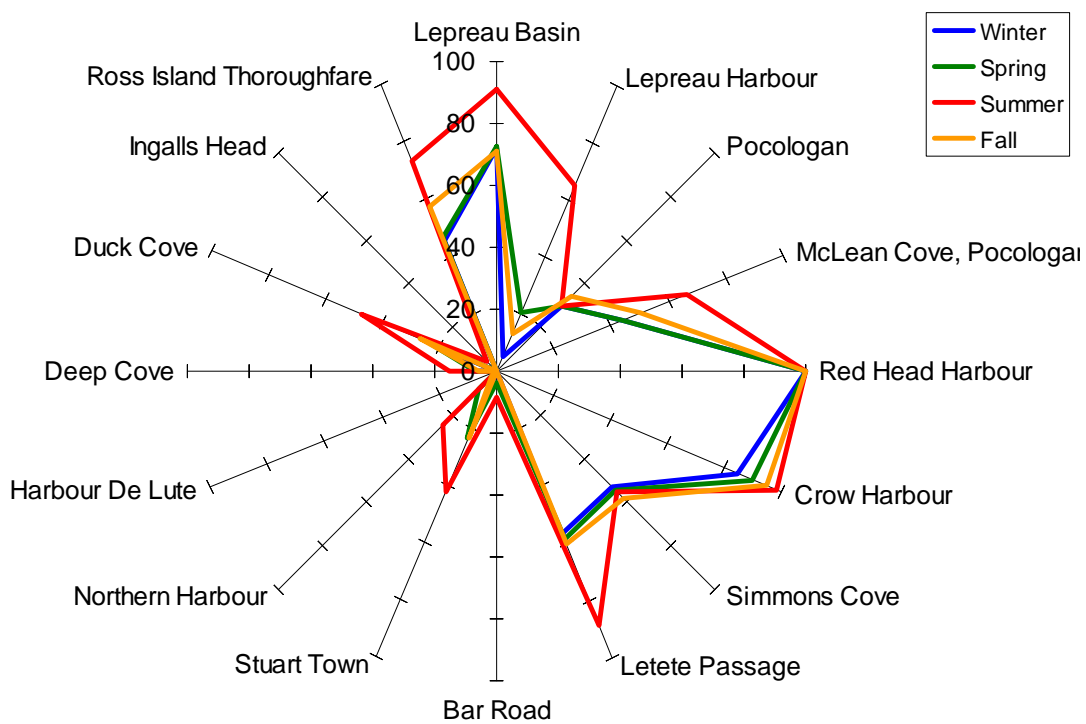 Lepreau Basin
Lepreau Harbour
Pocologan
McLean Cove, Pocologan
Red Head Harbour
Crow Harbour
Simmons Cove
Letete Passage
Bar Road
Stuart Town
Northern Harbour
Harbour De Lute
Deep Cove
Duck Cove
Ingalls Head
Ross Island Thoroughfare
100
80
60
40
20
0
Winter
Spring
Summer
Fall